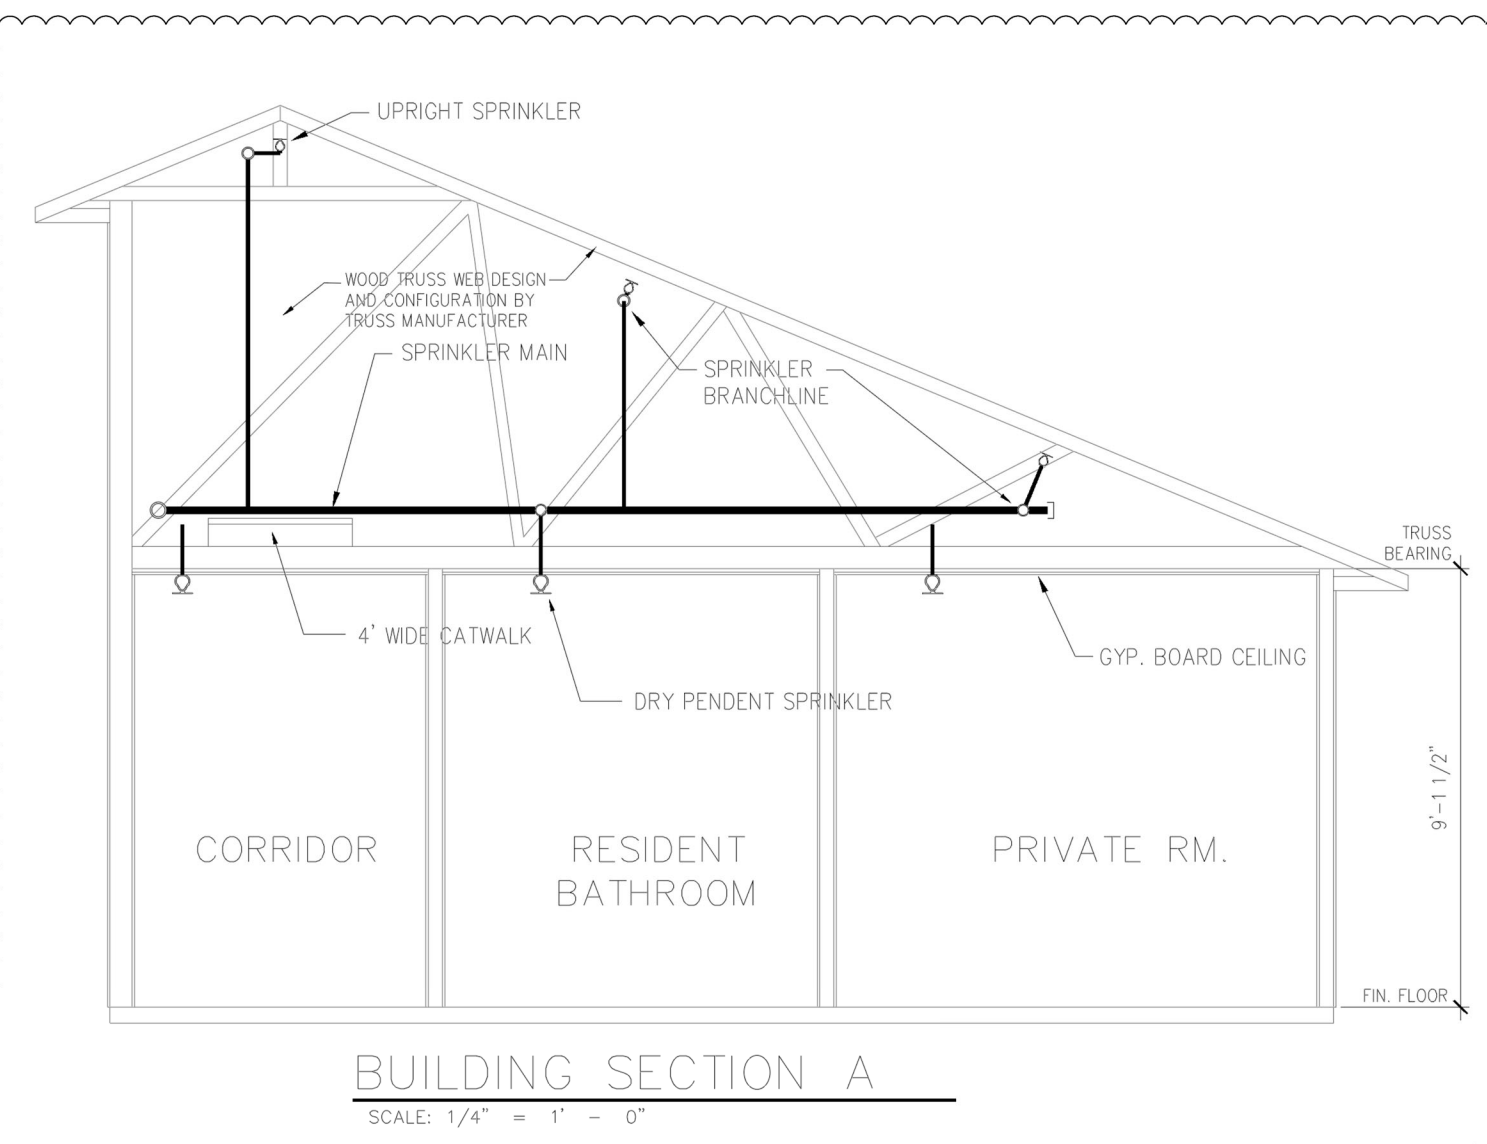 UPRIGHT SPRINKLER
WOOD TRUSS WEB DESIGN
AND CONFIGURATION BY
TRUSS MANUFACTURER
SPRINKLER MAIN
SPRINKLER
BRANCHLINE
TRUSS
BEARING
4' WIDE CATWALK
GYP. BOARD CEILING
DRY PENDENT SPRINKLER
9'-1 1/2"
CORRIDOR
RESIDENT
BATHROOM
PRIVATE RM.
FIN. FLOOR
BUILDING SECTION A
SCALE: 1/4" = 1' - 0"